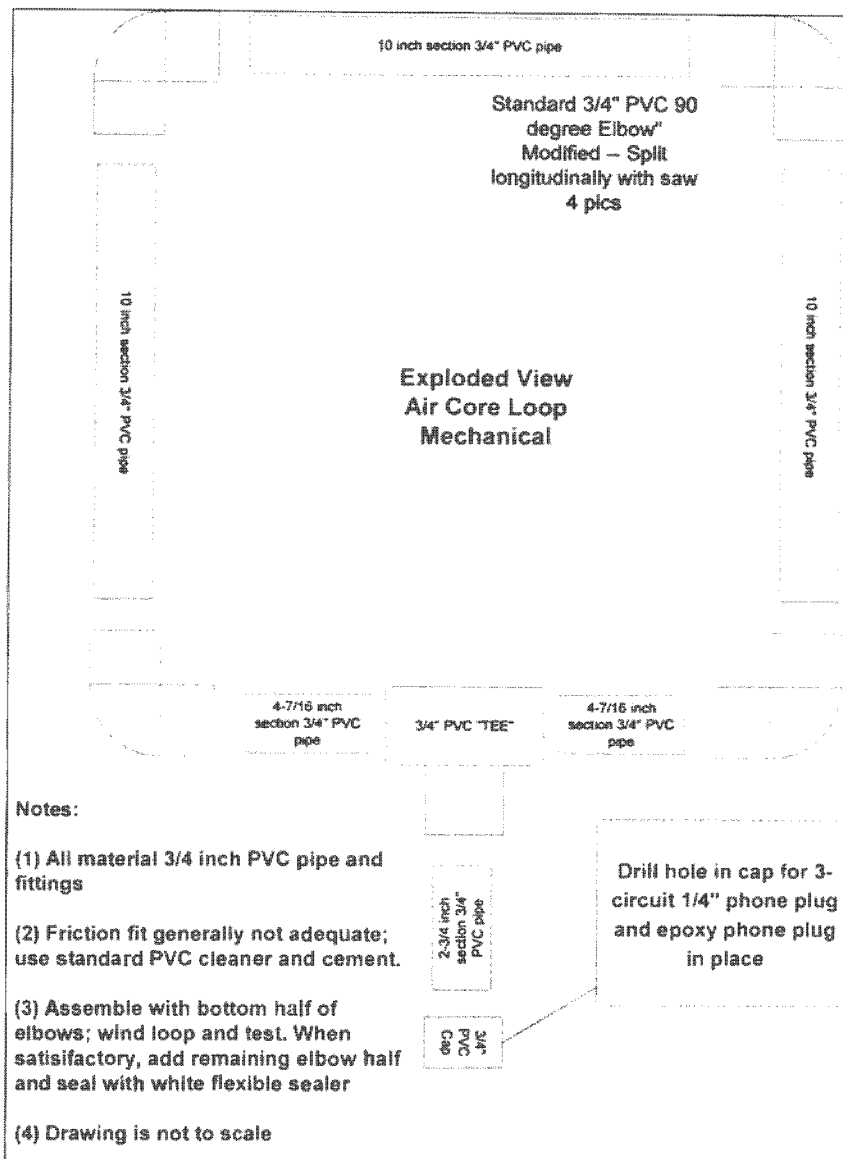 10 inch section 3/4" PVC pipe
Standard 3/4" PVC 90
degree Elbow"
Modified – Split
longitudinally with saw
4 pics
10 inch section 3/4" PVC pipe
10 inch section 3/4" PVC pipe
Exploded View
Air Core Loop
Mechanical
4-7/16 inch
section 3/4" PVC
pipe
3/4" PVC "TEE"
4-7/16 inch
section 3/4" PVC
pipe
Notes:
(1) All material 3/4 inch PVC pipe and
fittings
(2) Friction fit generally not adequate;
use standard PVC cleaner and cement.
(3) Assemble with bottom half of
elbows; wind loop and test. When
satisifactory, add remaining elbow half
and seal with white flexible sealer
(4) Drawing is not to scale
2-3/4 inch
section 3/4"
PVC pipe
3/4"
PVC
Cap
Drill hole in cap for 3-
circuit 1/4" phone plug
and epoxy phone plug
in place